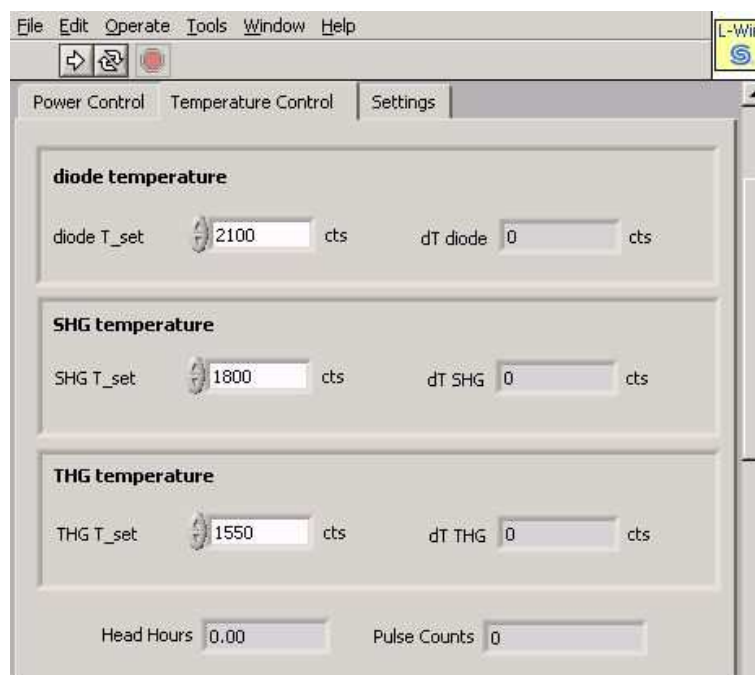 File Edit Operate Tools Window Help
L-Win
Power Control Temperature Control Settings
diode temperature
diode T_set 2100 cts dT diode 0 cts
SHG temperature
SHG T_set 1800 cts dT SHG 0 cts
THG temperature
THG T_set 1550 cts dT THG 0 cts
Head Hours 0.00 Pulse Counts 0